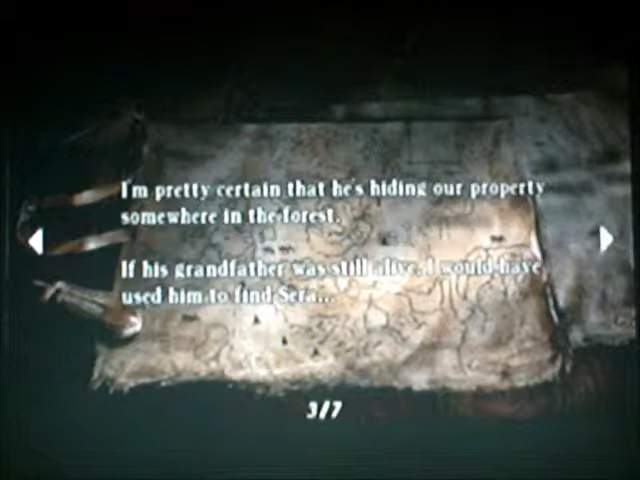 I'm pretty certain that he's hiding our property
somewhere in the forest.
If his grandfather was still alive, I would have
used him to find Sera...
3/7